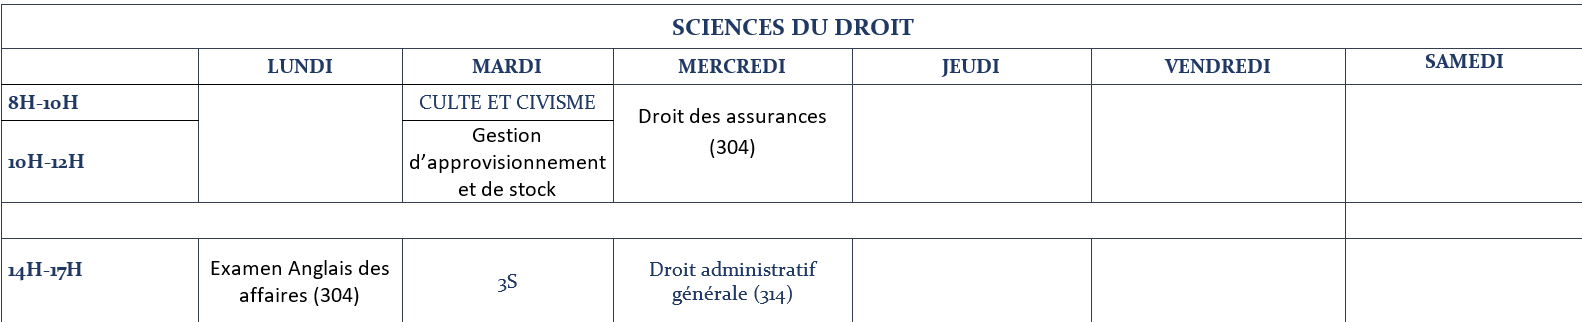 SCIENCES DU DROIT
LUNDI MARDI MERCREDI JEUDI VENDREDI SAMEDI
8H-10H CULTE ET CIVISME
Droit des assurances
(304)
10H-12H
Gestion
d’approvisionnement
et de stock
14H-17H
Examen Anglais des
affaires (304)
3S
Droit administratif
générale (314)